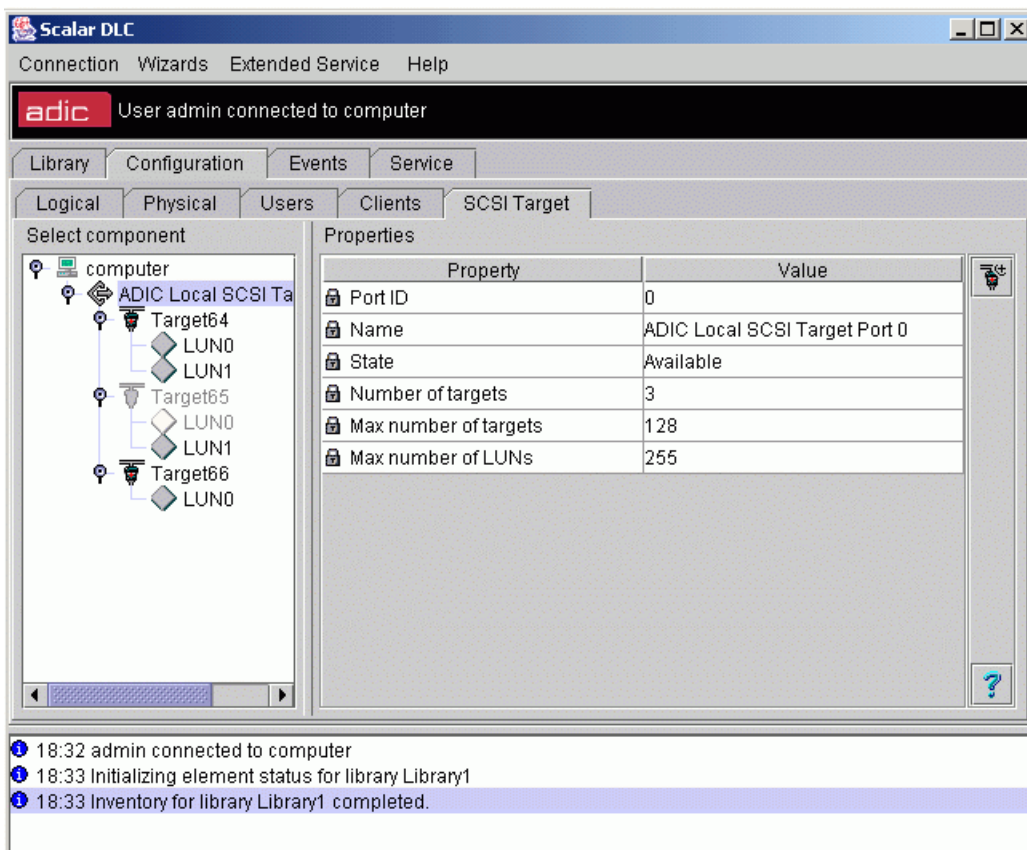 Scalar DLC
Connection Wizards Extended Service Help
adic User admin connected to computer
Library Configuration Events Service
Logical Physical Users Clients SCSI Target
Select component
computer
ADIC Local SCSI Ta
Target64
LUN0
LUN1
Target65
LUN0
LUN1
Target66
LUN0
Properties
Property Value
Port ID 0
Name ADIC Local SCSI Target Port 0
State Available
Number of targets 3
Max number of targets 128
Max number of LUNs 255
?
18:32 admin connected to computer
18:33 Initializing element status for library Library1
18:33 Inventory for library Library1 completed.